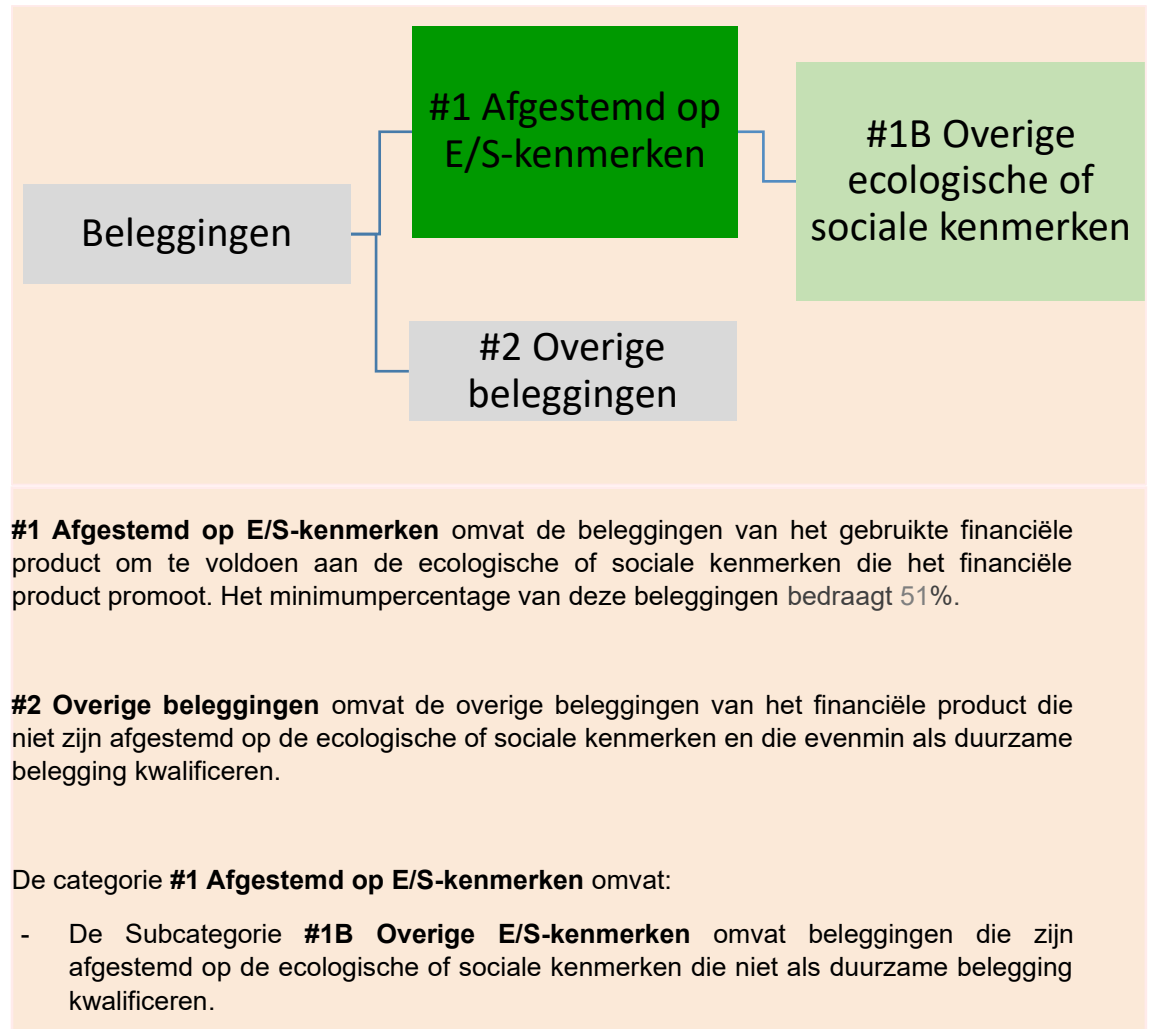 #1 Afgestemd op
E/S-kenmerken
#1B Overige
ecologische of
sociale kenmerken
Beleggingen
#2 Overige
beleggingen
#1 Afgestemd op E/S-kenmerken omvat de beleggingen van het gebruikte financiële
product om te voldoen aan de ecologische of sociale kenmerken die het financiële
product promoot. Het minimumpercentage van deze beleggingen bedraagt 51%.
#2 Overige beleggingen omvat de overige beleggingen van het financiële product die
niet zijn afgestemd op de ecologische of sociale kenmerken en die evenmin als duurzame
belegging kwalificeren.
De categorie #1 Afgestemd op E/S-kenmerken omvat:
- De Subcategorie #1B Overige E/S-kenmerken omvat beleggingen die zijn
afgestemd op de ecologische of sociale kenmerken die niet als duurzame belegging
kwalificeren.